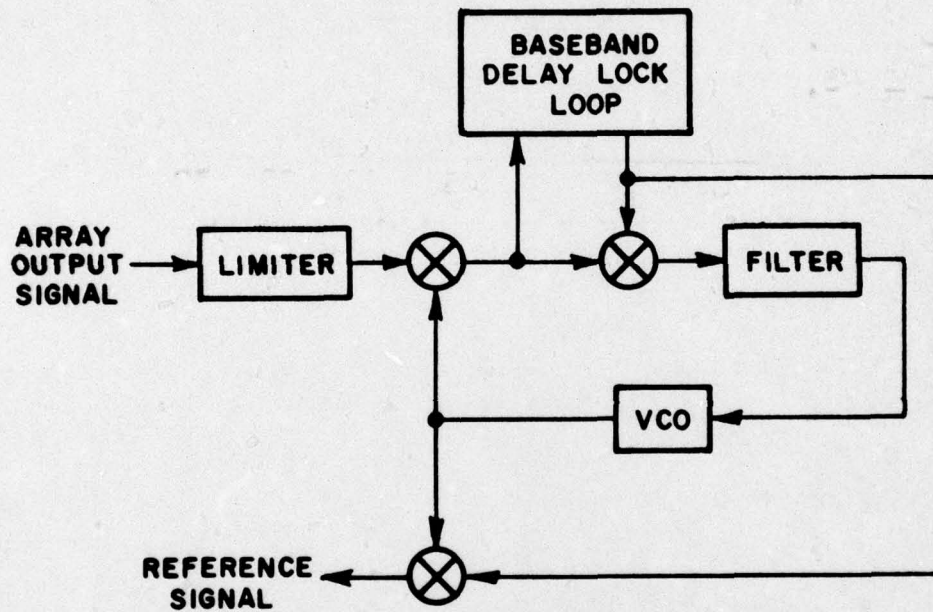 BASEBAND
DELAY LOCK
LOOP
ARRAY
OUTPUT
SIGNAL
LIMITER
FILTER
VCO
REFERENCE
SIGNAL